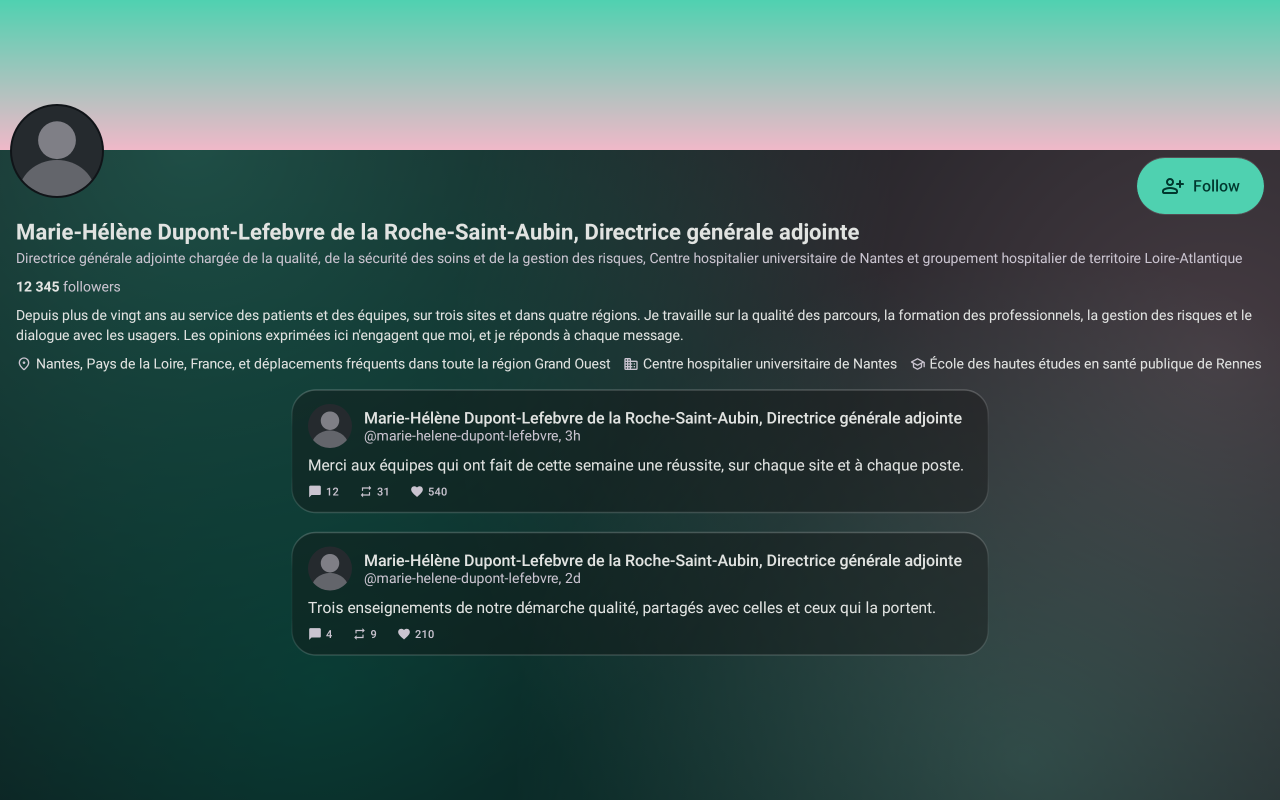 Follow
Marie-Hélène Dupont-Lefebvre de la Roche-Saint-Aubin, Directrice générale adjointe
Directrice générale adjointe chargée de la qualité, de la sécurité des soins et de la gestion des risques, Centre hospitalier universitaire de Nantes et groupement hospitalier de territoire Loire-Atlantique
12 345 followers
Depuis plus de vingt ans au service des patients et des équipes, sur trois sites et dans quatre régions. Je travaille sur la qualité des parcours, la formation des professionnels, la gestion des risques et le
dialogue avec les usagers. Les opinions exprimées ici n'engagent que moi, et je réponds à chaque message.
Nantes, Pays de la Loire, France, et déplacements fréquents dans toute la région Grand Ouest Centre hospitalier universitaire de Nantes École des hautes études en santé publique de Rennes
Marie-Hélène Dupont-Lefebvre de la Roche-Saint-Aubin, Directrice générale adjointe
@marie-helene-dupont-lefebvre, 3h
Merci aux équipes qui ont fait de cette semaine une réussite, sur chaque site et à chaque poste.
12 31 540
Marie-Hélène Dupont-Lefebvre de la Roche-Saint-Aubin, Directrice générale adjointe
@marie-helene-dupont-lefebvre, 2d
Trois enseignements de notre démarche qualité, partagés avec celles et ceux qui la portent.
4 9 210